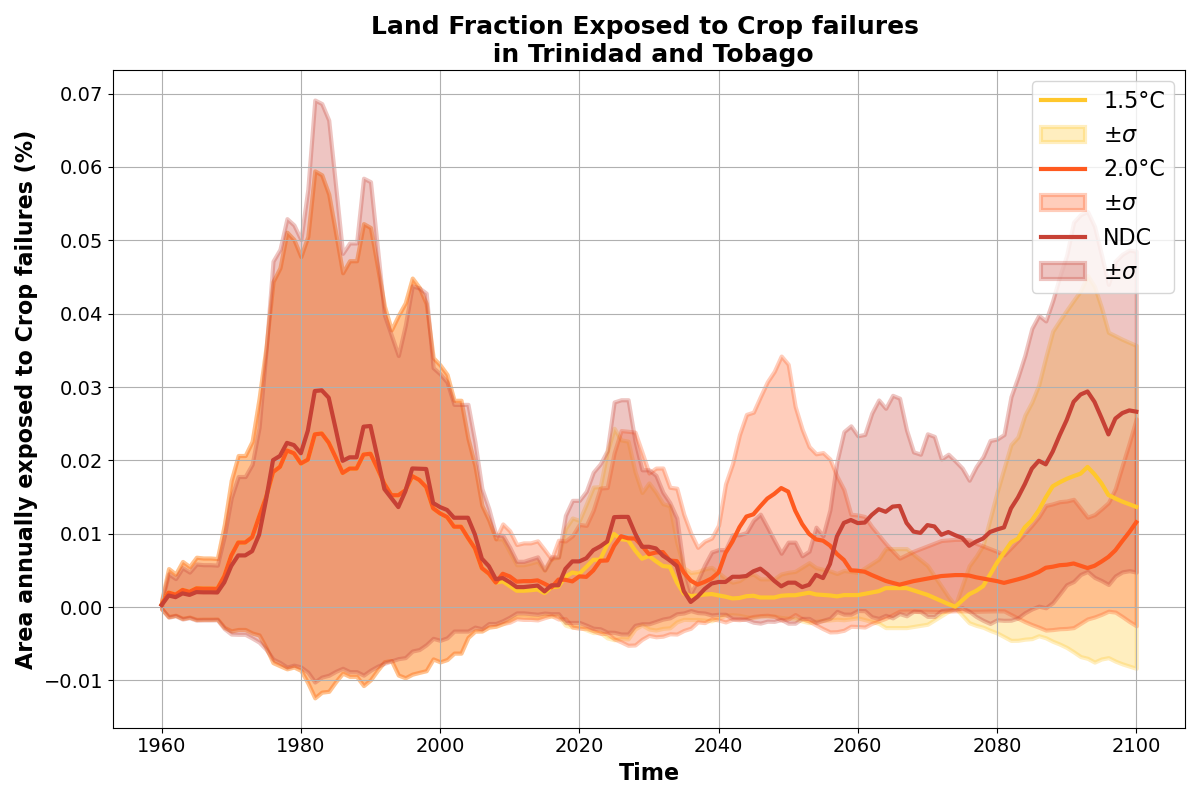 Land Fraction Exposed to Crop failures
in Trinidad and Tobago
Area annually exposed to Crop failures (%)
0.07
0.06
0.05
0.04
0.03
0.02
0.01
0.00
−0.01
1960
1980
2000
2020
2040
2060
2080
2100
Time
1.5°C
±σ
2.0°C
±σ
NDC
±σ